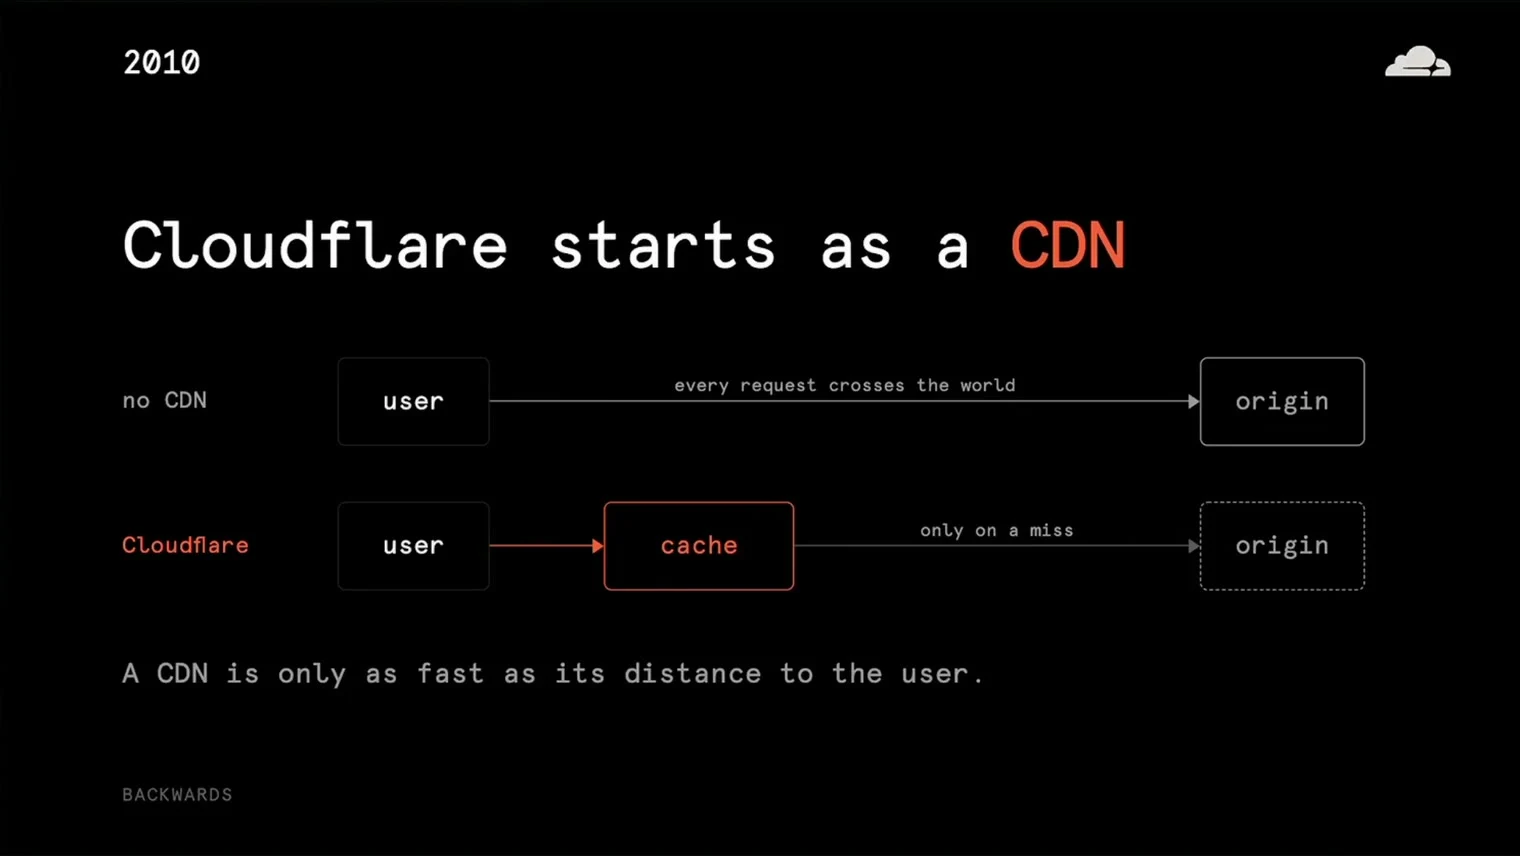 2010
Cloudflare starts as a CDN
no CDN
user
every request crosses the world
origin
Cloudflare
user
cache
only on a miss
origin
A CDN is only as fast as its distance to the user.
BACKWARDS